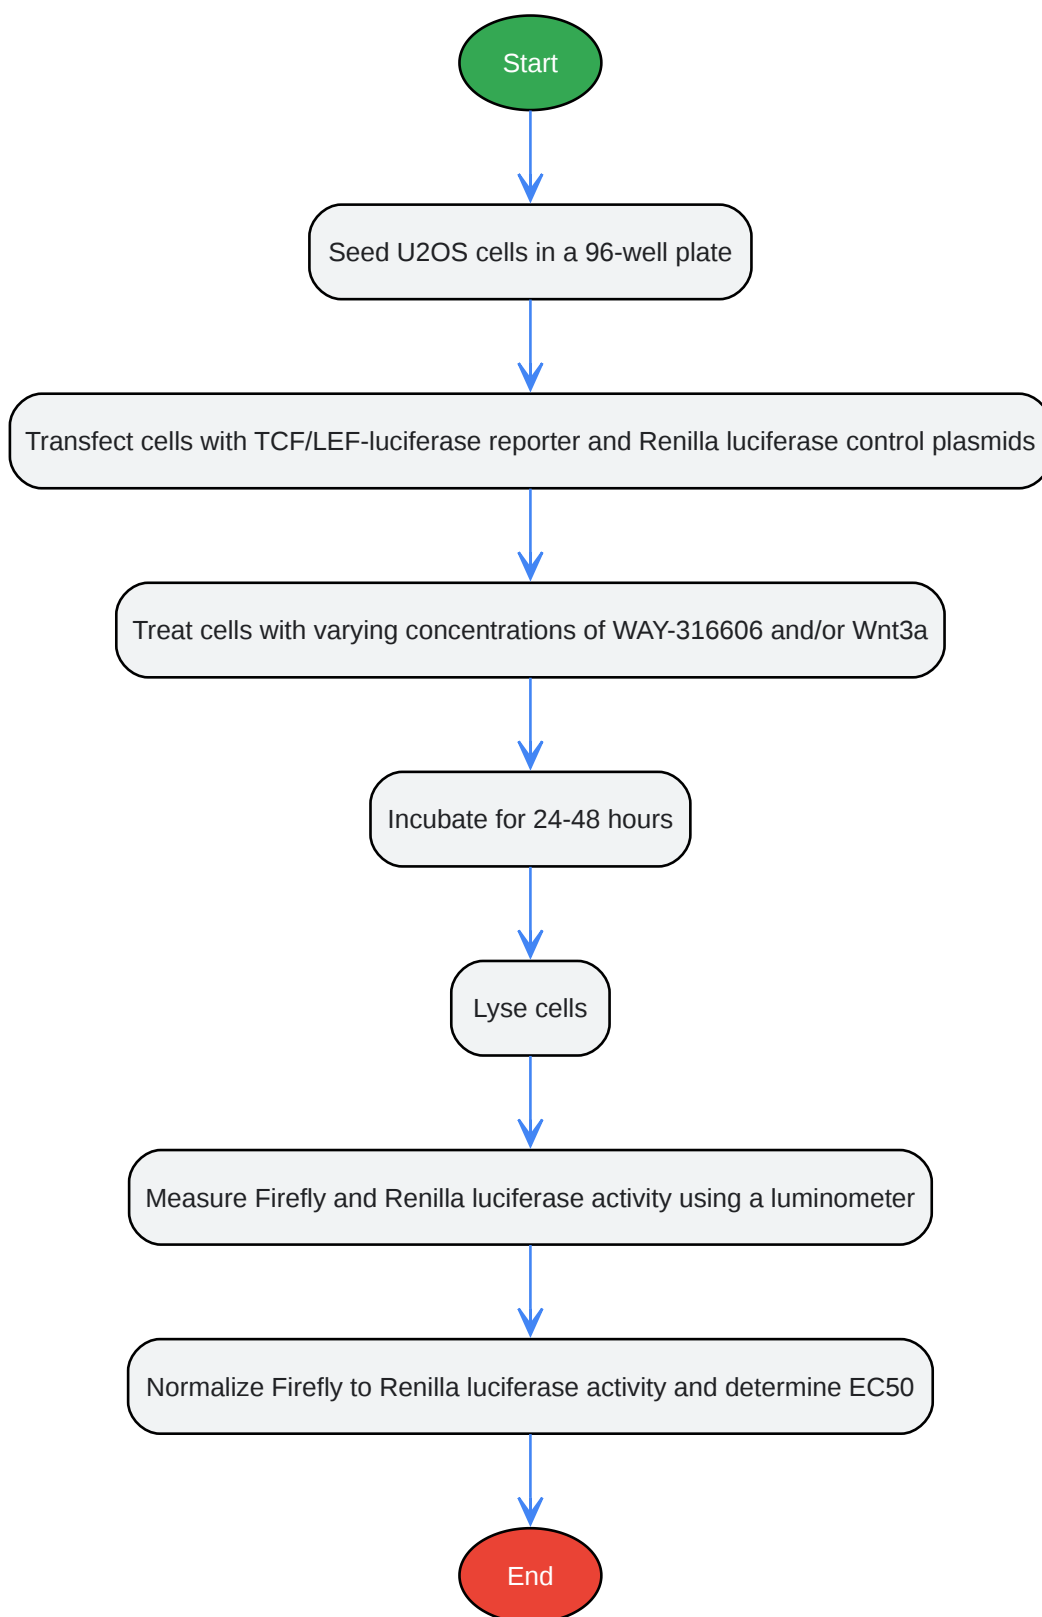 Start
Seed U2OS cells in a 96-well plate
Transfect cells with TCF/LEF-luciferase reporter and Renilla luciferase control plasmids
Treat cells with varying concentrations of WAY-316606 and/or Wnt3a
Incubate for 24-48 hours
Lyse cells
Measure Firefly and Renilla luciferase activity using a luminometer
Normalize Firefly to Renilla luciferase activity and determine EC50
End